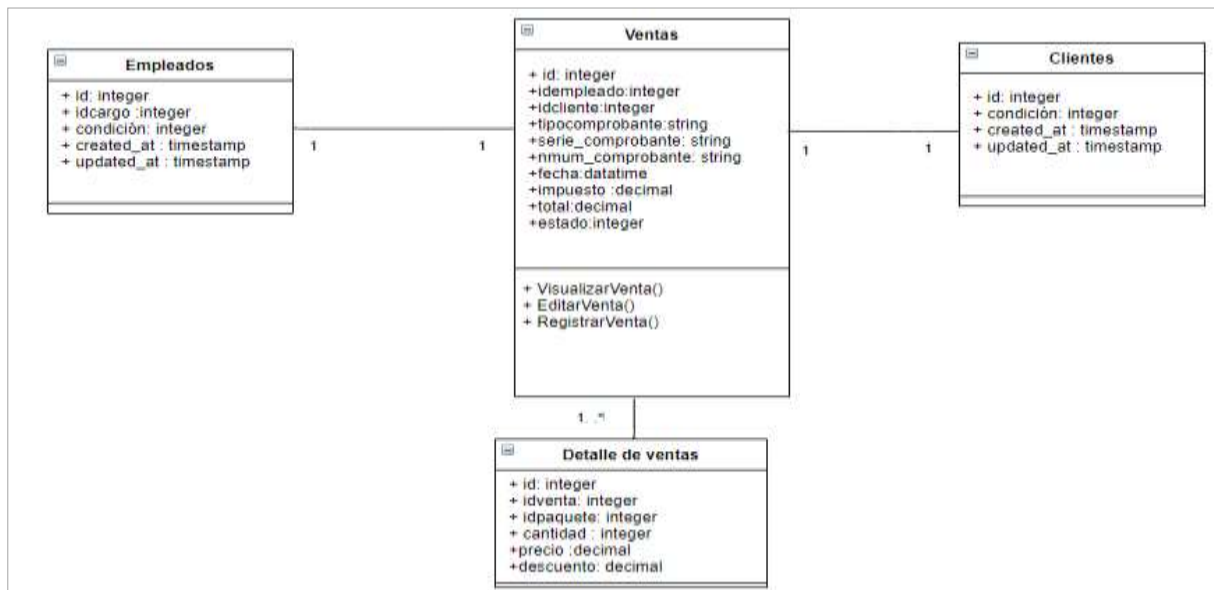 Empleados
+ id: integer
+ idcargo :integer
+ condiciòn: integer
+ created_at : timestamp
+ updated_at : timestamp
1
1
Ventas
+ id: integer
+idempleado:integer
+idcliente:integer
+tipocomprobante:string
+serie_comprobante: string
+nmum_comprobante: string
+fecha:datatime
+impuesto :decimal
+total:decimal
+estado:integer
+ VisualizarVenta()
+ EditarVenta()
+ RegistrarVenta()
1
1
Clientes
+ id: integer
+ condición: integer
+ created_at : timestamp
+ updated_at : timestamp
1. .*
Detalle de ventas
+ id: integer
+ idventa: integer
+ idpaquete: integer
+ cantidad : integer
+precio :decimal
+descuento: decimal